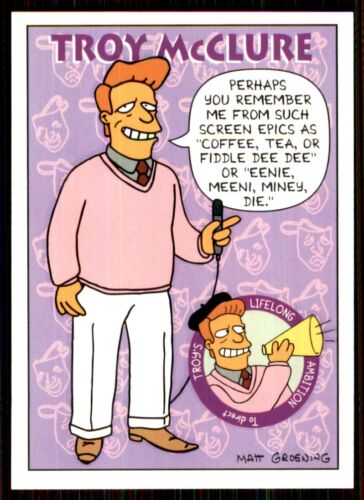 TROY McCLURE
PERHAPS
YOU REMEMBER
ME FROM SUCH
SCREEN EPICS AS
"COFFEE, TEA, OR
FIDDLE DEE DEE"
OR "EENIE,
MEENI, MINEY,
DIE."
TROY'S
LIFELONG
AMBITION
To direct
MATT GROENING